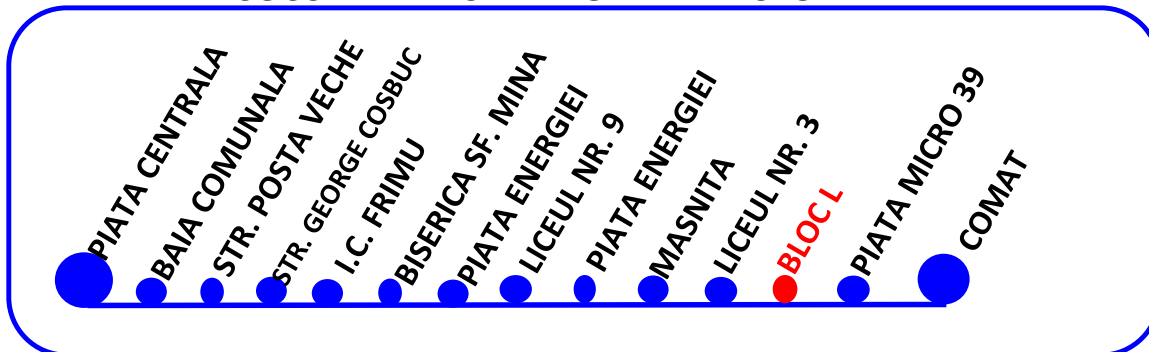 PIATA CENTRALA
BAIA COMUNALA
STR. POSTA VECHE
STR. GEORGE COSBUC
I.C. FRIMU
BISERICA SF. MINA
PIATA ENERGIEI
LICEUL NR. 9
PIATA ENERGIEI
MASNITA
LICEUL NR. 3
BLOC L
PIATA MICRO 39
COMAT